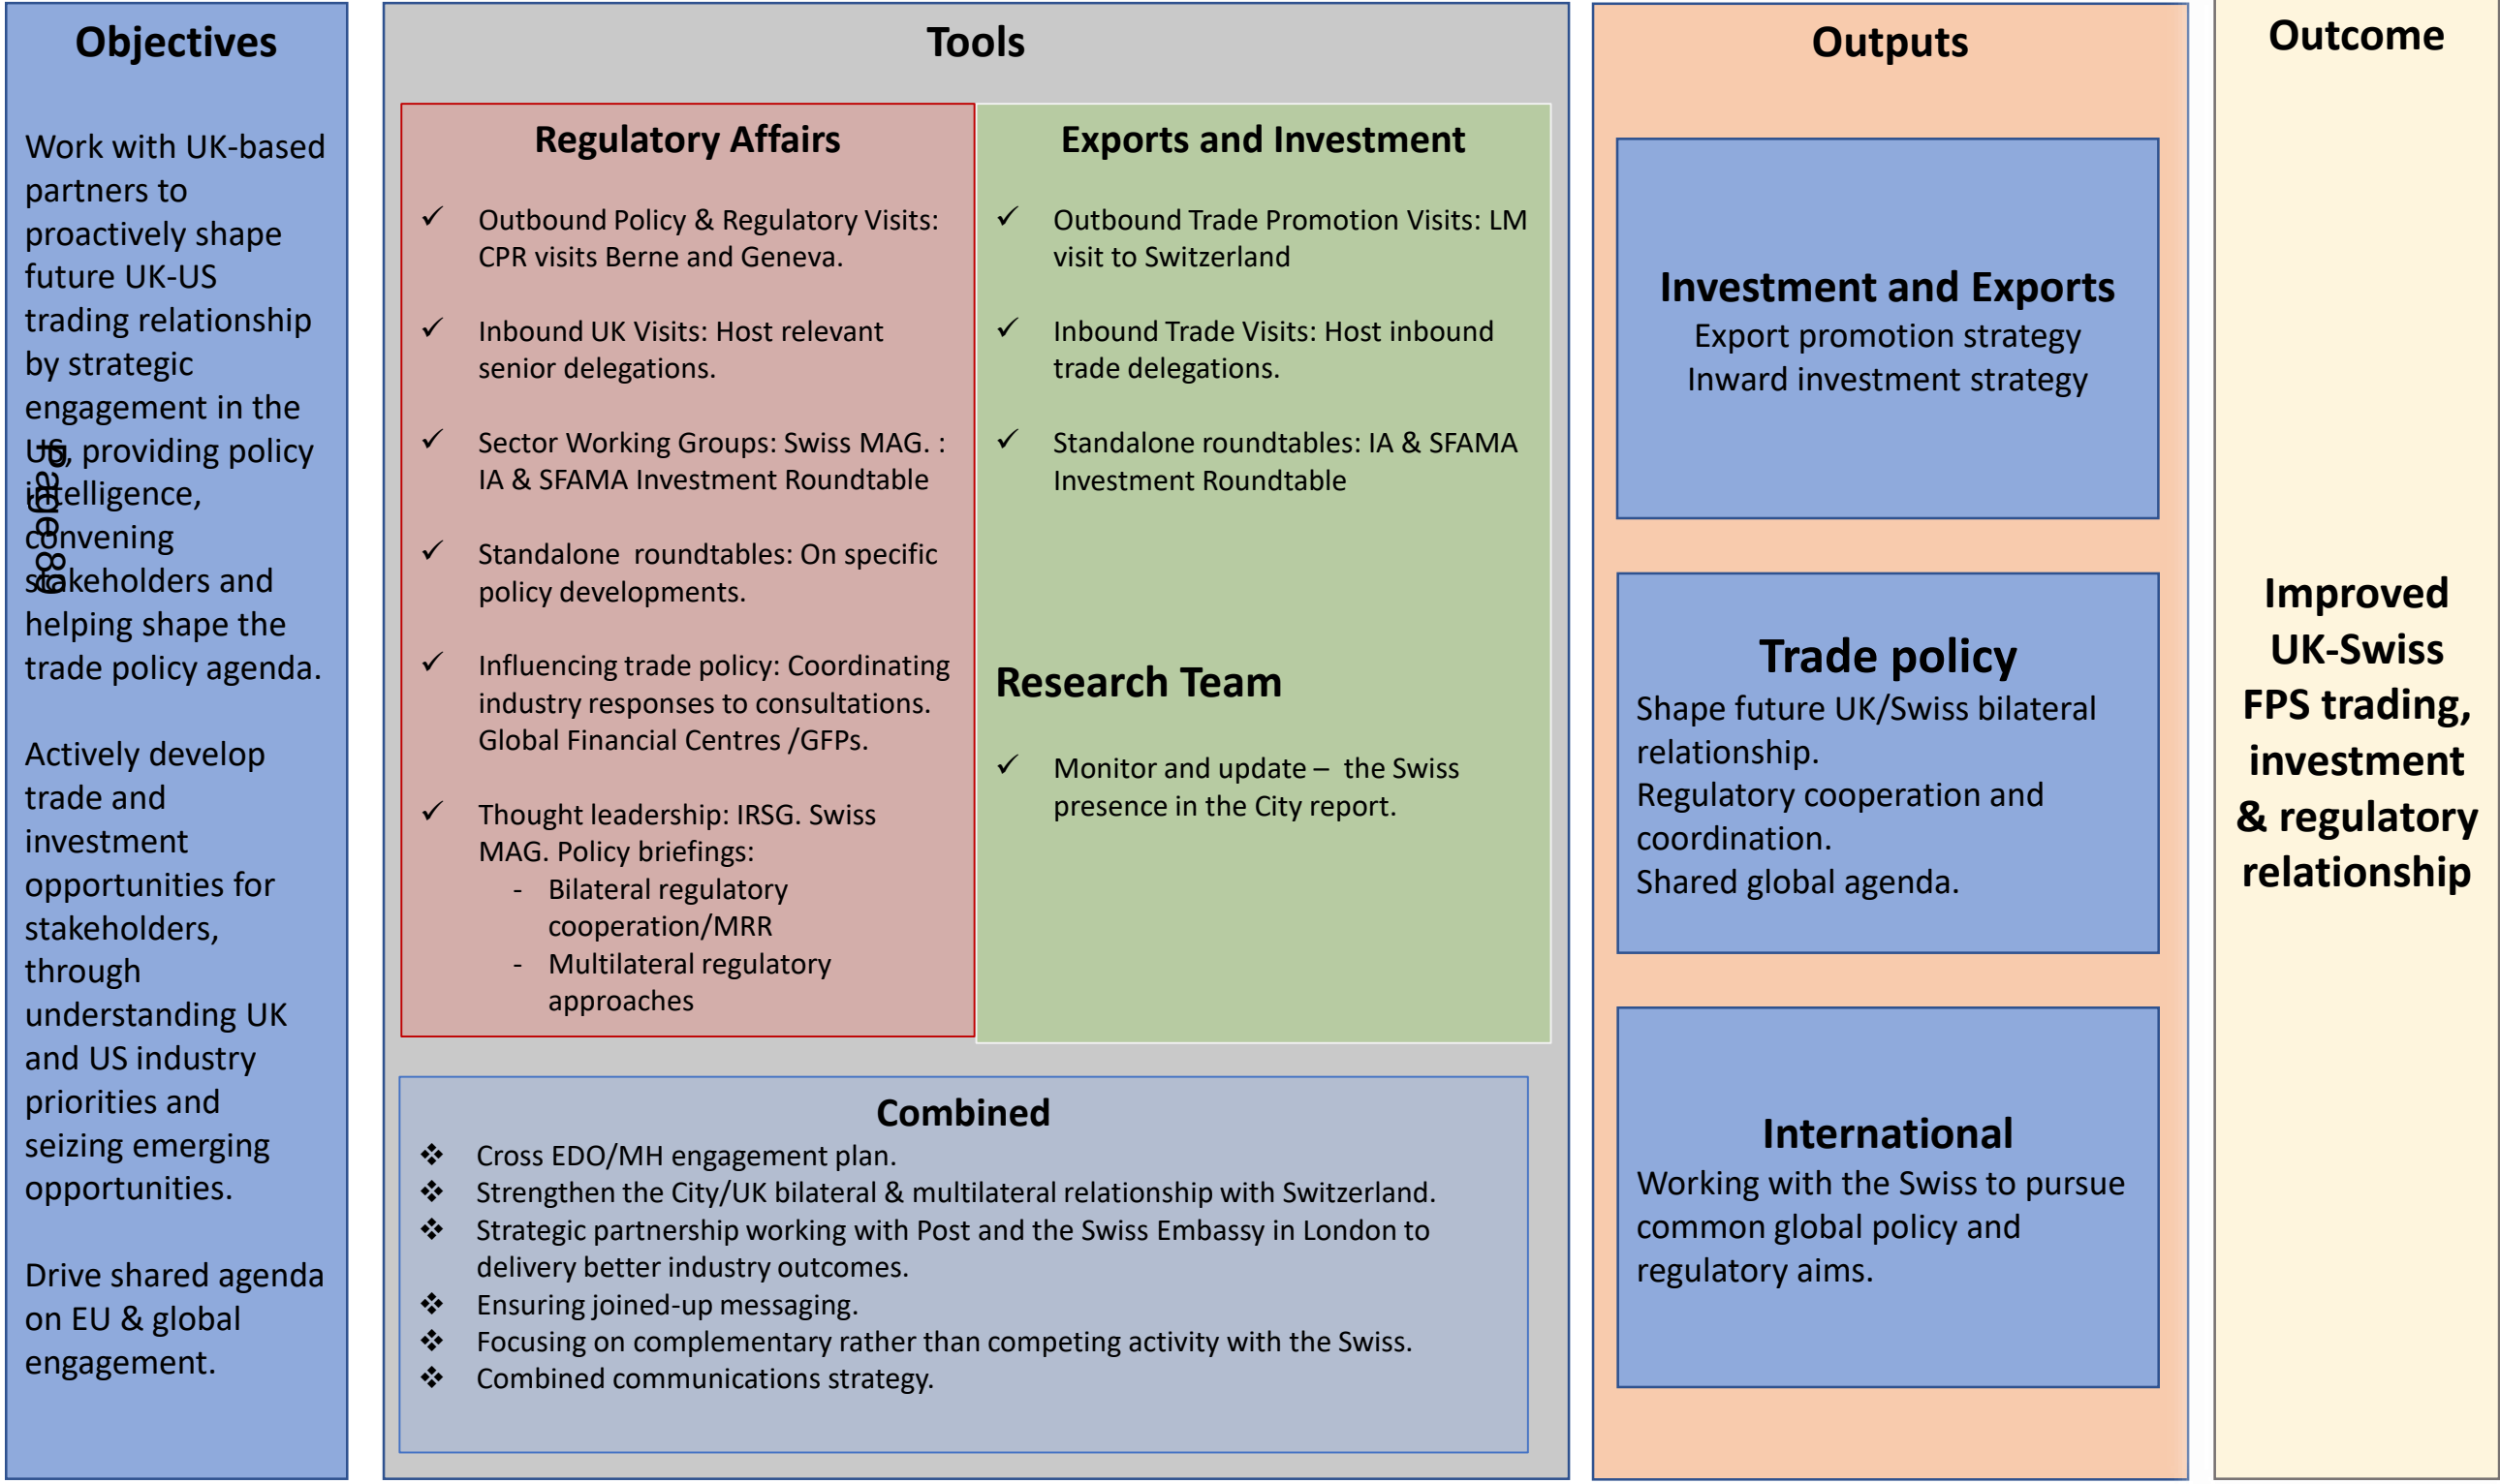 Objectives
Work with UK-based
partners to
proactively shape
future UK-US
trading relationship
by strategic
engagement in the
US, providing policy
intelligence,
convening
stakeholders and
helping shape the
trade policy agenda.
Actively develop
trade and
investment
opportunities for
stakeholders,
through
understanding UK
and US industry
priorities and
seizing emerging
opportunities.
Drive shared agenda
on EU & global
engagement.
Page 89
Tools
Regulatory Affairs
✓ Outbound Policy & Regulatory Visits:
CPR visits Berne and Geneva.
✓ Inbound UK Visits: Host relevant
senior delegations.
✓ Sector Working Groups: Swiss MAG. :
IA & SFAMA Investment Roundtable
✓ Standalone  roundtables: On specific
policy developments.
✓ Influencing trade policy: Coordinating
industry responses to consultations.
Global Financial Centres /GFPs.
✓ Thought leadership: IRSG. Swiss
MAG. Policy briefings:
- Bilateral regulatory
cooperation/MRR
- Multilateral regulatory
approaches
Exports and Investment
✓ Outbound Trade Promotion Visits: LM
visit to Switzerland
✓ Inbound Trade Visits: Host inbound
trade delegations.
✓ Standalone roundtables: IA & SFAMA
Investment Roundtable
Research Team
✓ Monitor and update –  the Swiss
presence in the City report.
Combined
❖ Cross EDO/MH engagement plan.
❖ Strengthen the City/UK bilateral & multilateral relationship with Switzerland.
❖ Strategic partnership working with Post and the Swiss Embassy in London to
delivery better industry outcomes.
❖ Ensuring joined-up messaging.
❖ Focusing on complementary rather than competing activity with the Swiss.
❖ Combined communications strategy.
Outputs
Investment and Exports
Export promotion strategy
Inward investment strategy
Trade policy
Shape future UK/Swiss bilateral
relationship.
Regulatory cooperation and
coordination.
Shared global agenda.
International
Working with the Swiss to pursue
common global policy and
regulatory aims.
Outcome
Improved
UK-Swiss
FPS trading,
investment
& regulatory
relationship